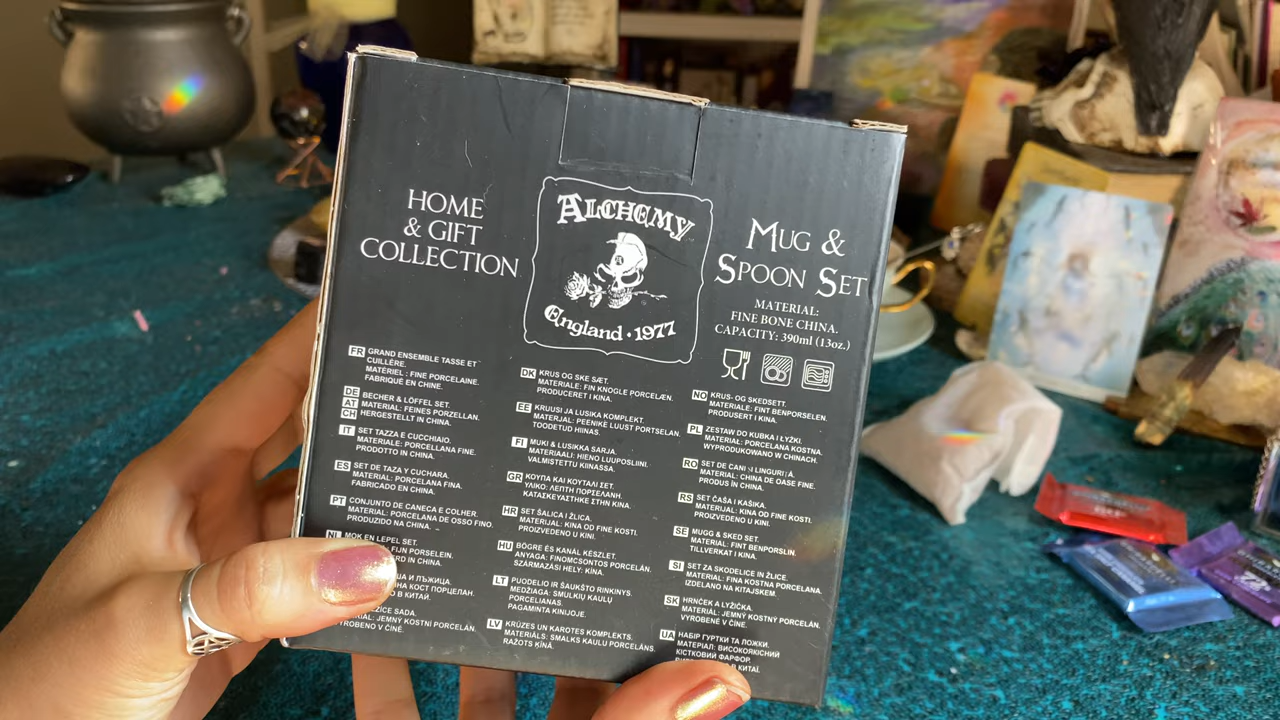 HOME
& GIFT
COLLECTION
ALCHEMY
England · 1977
MUG &
SPOON SET
MATERIAL:
FINE BONE CHINA.
CAPACITY: 390ml (13oz.)
FR GRAND ENSEMBLE TASSE ET
CUILLÈRE.
MATÉRIEL : FINE PORCELAINE.
FABRIQUÉ EN CHINE.
DE BECHER & LÖFFEL SET.
AT MATERIAL: FEINES PORZELLAN.
CH HERGESTELLT IN CHINA.
IT SET TAZZA E CUCCHIAIO.
MATERIALE: PORCELLANA FINE.
PRODOTTO IN CHINA.
ES SET DE TAZA Y CUCHARA.
MATERIAL: PORCELANA FINA.
FABRICADO EN CHINA.
PT CONJUNTO DE CANECA E COLHER.
MATERIAL: PORCELANA DE OSSO FINO.
PRODUZIDO NA CHINA.
NL MOK EN LEPEL SET.
FIJN PORSEIN.
D IN CHINA.
И ЛЪЖИЦА.
КОСТ ПОРЦЕЛАН.
В КИТАЙ.
SADA.
JEMNÝ KOSTNÍ PORCELÁN.
VYROBENO V ČÍNĚ.
DK KRUS OG SKE SÆT.
MATERIALE: FIN KNOGLE PORCELÆN.
PRODUCERET I KINA.
EE KRUUSI JA LUSIKA KOMPLEKT.
MATERJAL: PEENIKE LUUST PORTSELAN.
TOODETUD HIINAS.
FI MUKI & LUSIKKA SARJA.
MATERIAALI: HIENO LUUPOSLIINI.
VALMISTETTU KIINASSA.
GR ΚΟΥΠΑ ΚΑΙ ΚΟΥΤΑΛΙ ΣΕΤ.
ΥΛΙΚΟ: ΛΕΠΤΗ ΠΟΡΣΕΛΑΝΗ.
ΚΑΤΑΣΚΕΥΑΣΤΗΚΕ ΣΤΗΝ ΚΙΝΑ.
HR SET ŠALICA I ŽLICA.
MATERIJAL: KINA OD FINE KOSTI.
PROIZVEDENO U KINI.
HU BÖGRE ÉS KANÁL KÉSZLET.
ANYAGA: FINOMCSONTOS PORCELÁN.
SZÁRMAZÁSI HELY: KÍNA.
LT PUODELIO IR ŠAUKŠTO RINKINYS.
MEDŽIAGA: SMULKIŲ KAULŲ
PORCELIANAS.
PAGAMINTA KINIJOJE.
LV KRŪZES UN KAROTES KOMPLEKTS.
MATERIĀLS: SMALKS KAULU PORCELĀNS.
RAŽOTS ĶĪNĀ.
NO KRUS- OG SKEDSETT.
MATERIALE: FINT BENPORSELEN.
PRODUSERT I KINA.
PL ZESTAW DO KUBKA I ŁYŻKI.
MATERIAŁ: PORCELANA KOSTNA.
WYPRODUKOWANO W CHINACH.
RO SET DE CANI ȘI LINGURIȚĂ.
MATERIAL: CHINA DE OASE FINE.
PRODUS ÎN CHINA.
RS SET ČAŠA I KAŠIKA.
MATERIJAL: KINA OD FINE KOSTI.
PROIZVEDENO U KINI.
SE MUGG & SKED SET.
MATERIAL: FINT BENPORSLIN.
TILLVERKAT I KINA.
SI SET ZA SKODELICE IN ŽLICE.
MATERIAL: FINA KOSTNA PORCELANA.
IZDELANO NA KITAJSKEM.
SK HRNČEK A LYŽIČKA.
MATERIÁL: JEMNÝ KOSTNÝ PORCELÁN.
VYROBENÉ V ČÍNE.
UA НАБІР ГУРТКИ ТА ЛОЖКИ.
МАТЕРІАЛ: ВИСОКОЯКІСНИЙ
КІСТКОВИЙ ФАРФОР.
В КИТАЇ.